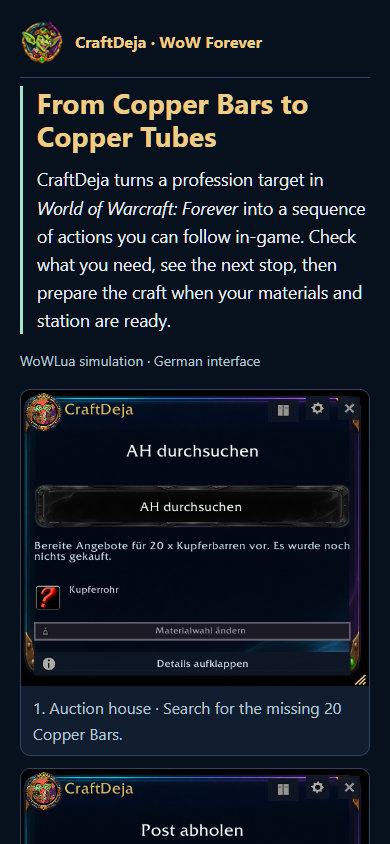 CraftDeja · WoW Forever
From Copper Bars to
Copper Tubes
CraftDeja turns a profession target in
World of Warcraft: Forever into a sequence
of actions you can follow in-game. Check
what you need, see the next stop, then
prepare the craft when your materials and
station are ready.
WoWLua simulation · German interface
CraftDeja
AH durchsuchen
AH durchsuchen
Bereite Angebote für 20 x Kupferbarren vor. Es wurde noch
nichts gekauft.
Kupferrohr
Materialwahl ändern
Details aufklappen
1. Auction house · Search for the missing 20
Copper Bars.
CraftDeja
Post abholen